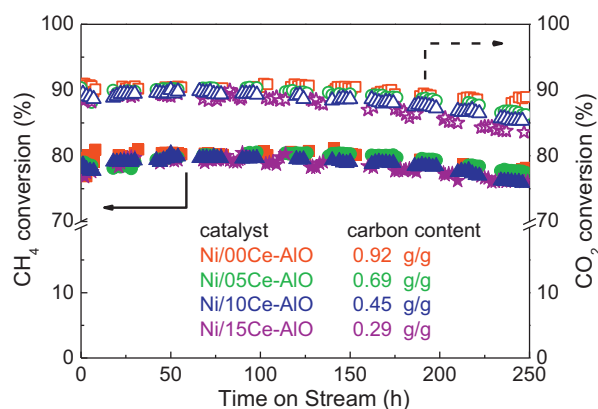 100
90
80
70
10
0
CH₄ conversion (%)
100
90
80
70
10
0
CO₂ conversion (%)
catalyst carbon content
Ni/00Ce-AlO 0.92 g/g
Ni/05Ce-AlO 0.69 g/g
Ni/10Ce-AlO 0.45 g/g
Ni/15Ce-AlO 0.29 g/g
0 50 100 150 200 250
Time on Stream (h)